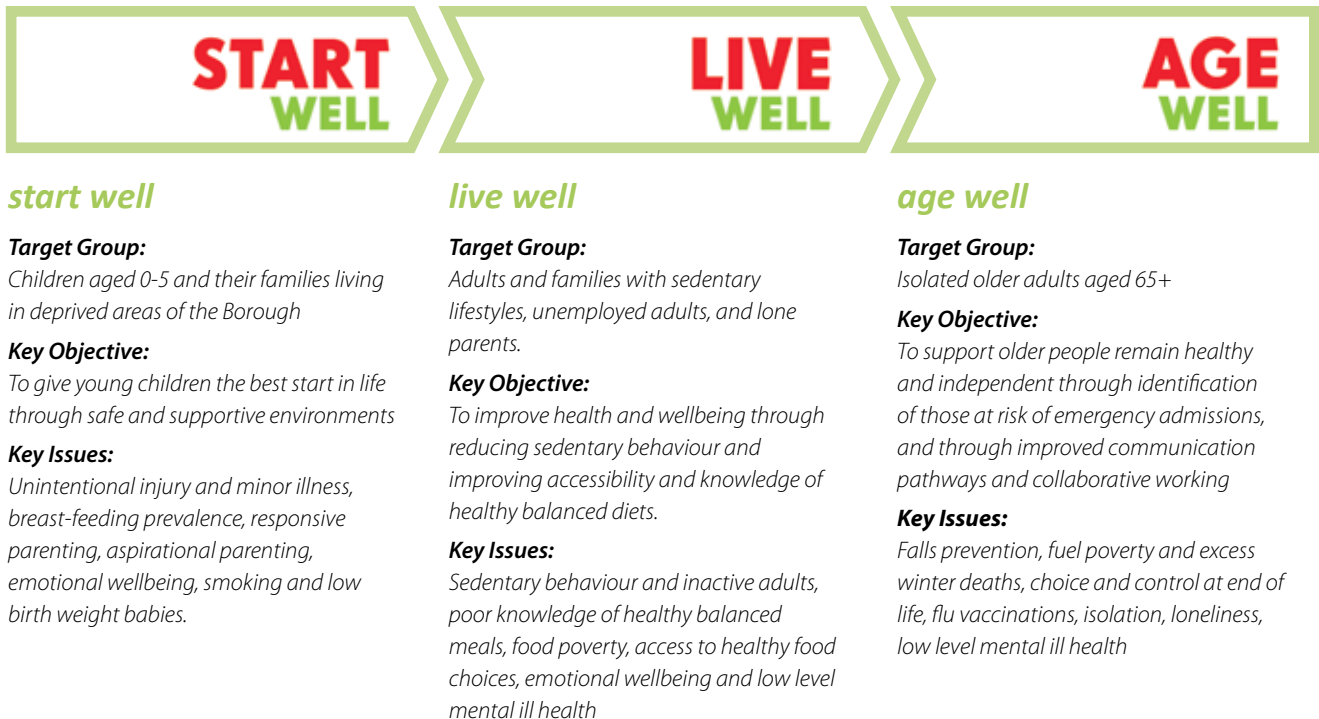 START
WELL
LIVE
WELL
AGE
WELL
start well
Target Group:
Children aged 0-5 and their families living
in deprived areas of the Borough
Key Objective:
To give young children the best start in life
through safe and supportive environments
Key Issues:
Unintentional injury and minor illness,
breast-feeding prevalence, responsive
parenting, aspirational parenting,
emotional wellbeing, smoking and low
birth weight babies.
live well
Target Group:
Adults and families with sedentary
lifestyles, unemployed adults, and lone
parents.
Key Objective:
To improve health and wellbeing through
reducing sedentary behaviour and
improving accessibility and knowledge of
healthy balanced diets.
Key Issues:
Sedentary behaviour and inactive adults,
poor knowledge of healthy balanced
meals, food poverty, access to healthy food
choices, emotional wellbeing and low level
mental ill health
age well
Target Group:
Isolated older adults aged 65+
Key Objective:
To support older people remain healthy
and independent through identification
of those at risk of emergency admissions,
and through improved communication
pathways and collaborative working
Key Issues:
Falls prevention, fuel poverty and excess
winter deaths, choice and control at end of
life, flu vaccinations, isolation, loneliness,
low level mental ill health